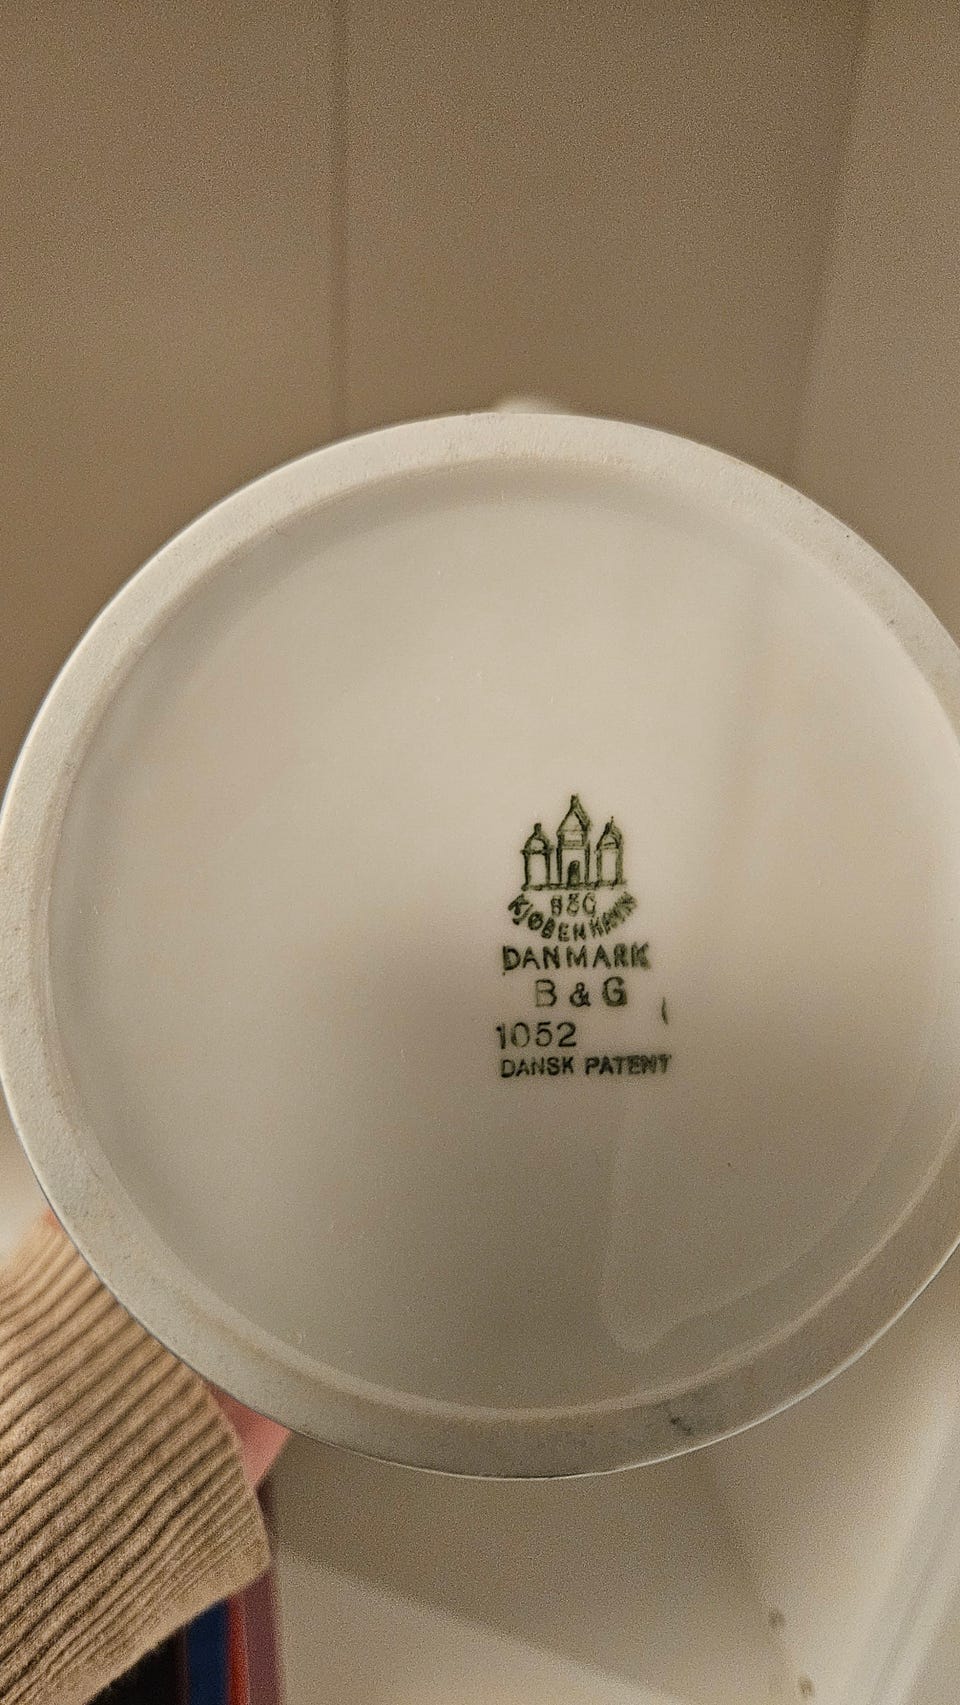 B&G
KJØBENHAVN
DANMARK
B & G
1052
DANSK PATENT